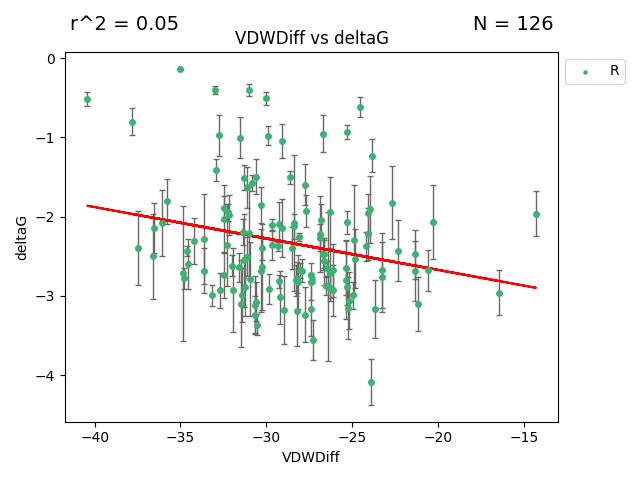 r^2 = 0.05
N = 126
VDWDiff vs deltaG
R
deltaG
0
−1
−2
−3
−4
−40
−35
−30
−25
−20
−15
VDWDiff